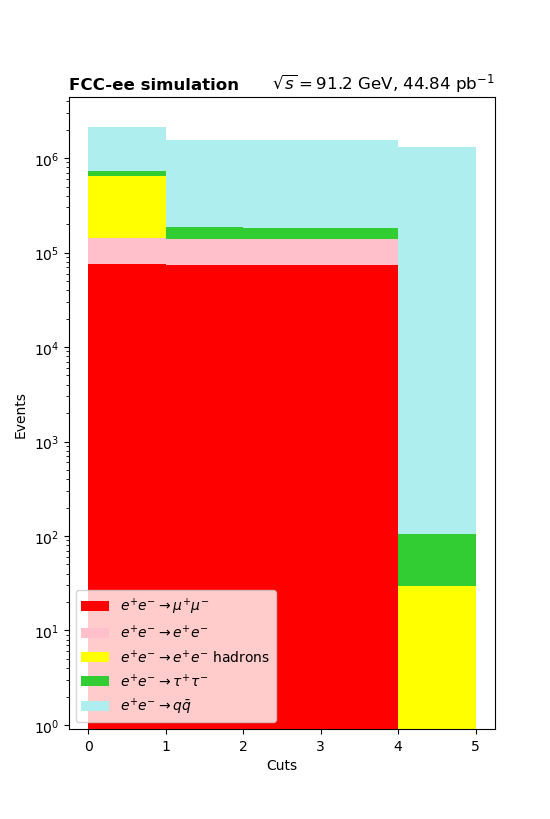 FCC-ee simulation √s = 91.2 GeV, 44.84 pb⁻¹
10⁶
10⁵
10⁴
10³
10²
10¹
10⁰
Events
e⁺e⁻ → μ⁺μ⁻
e⁺e⁻ → e⁺e⁻
e⁺e⁻ → e⁺e⁻ hadrons
e⁺e⁻ → τ⁺τ⁻
e⁺e⁻ → qq̄
0 1 2 3 4 5
Cuts